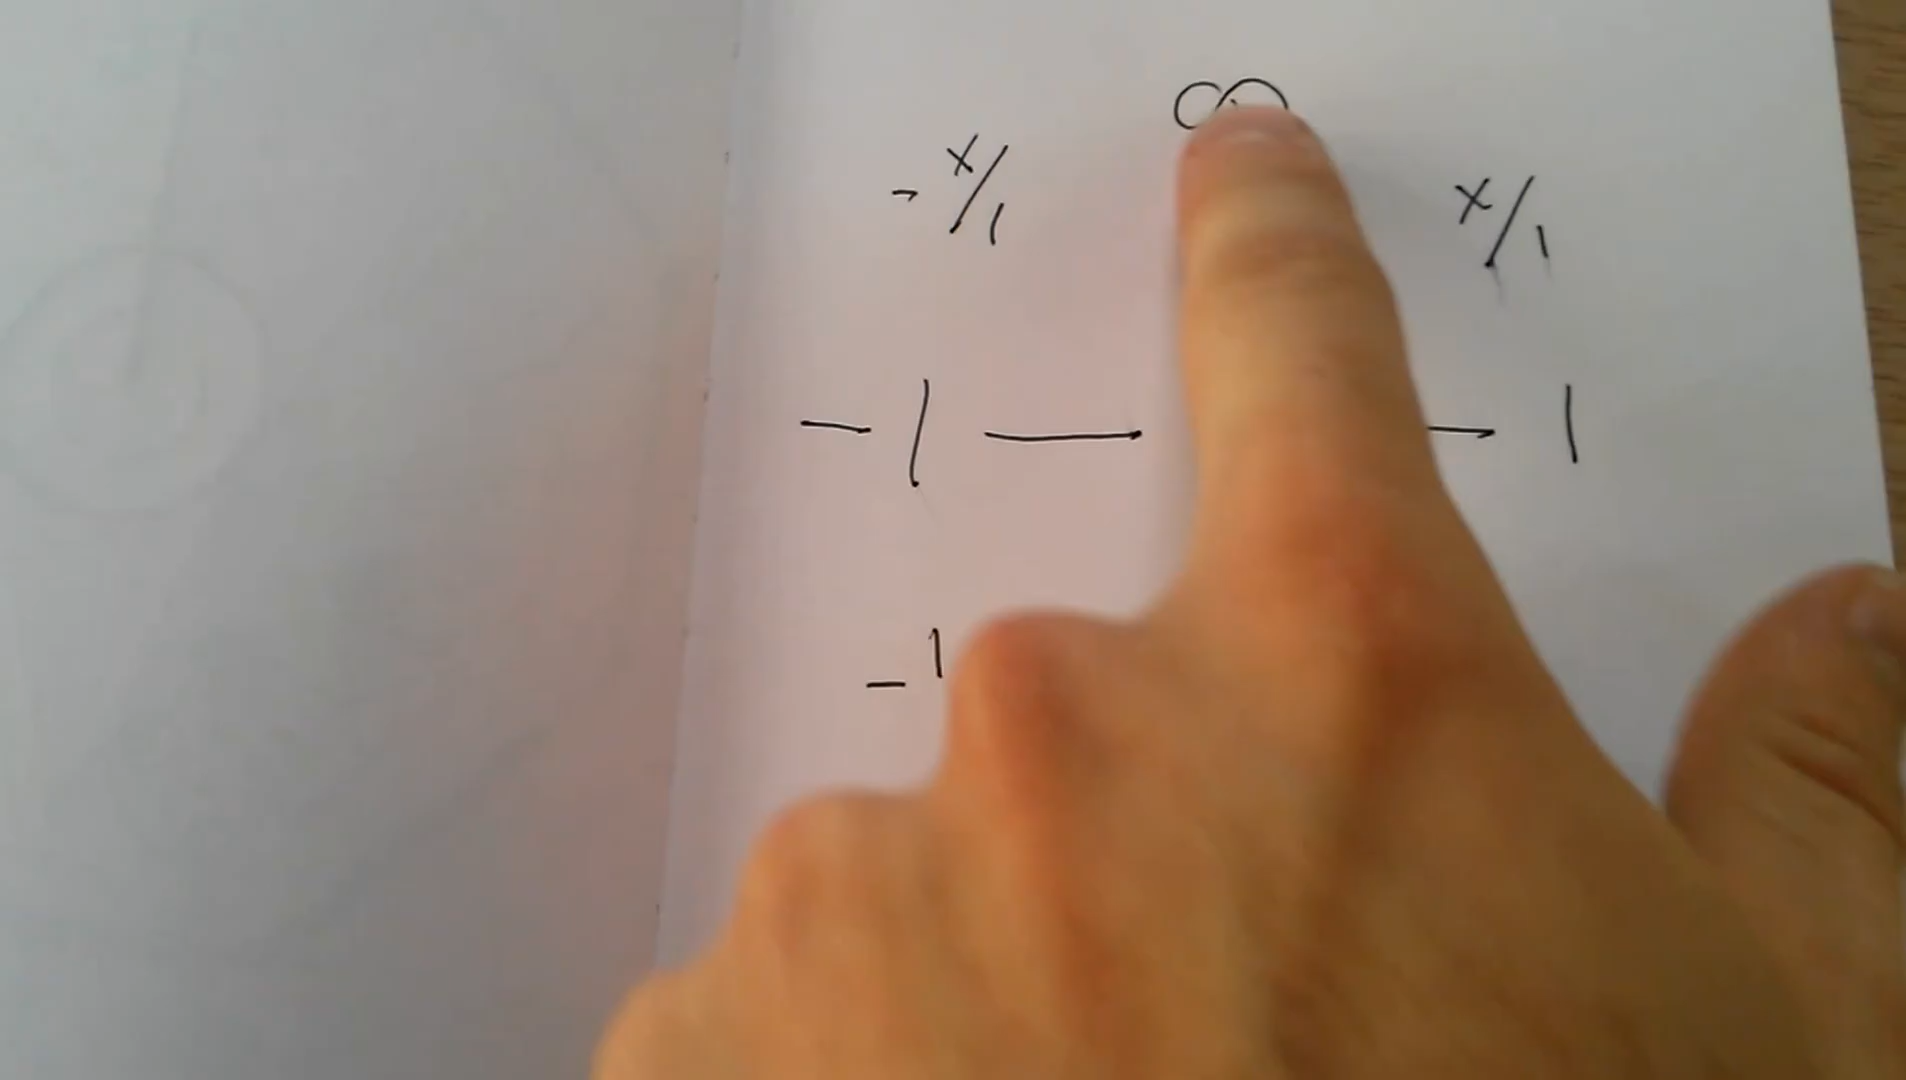 ∞
- x/1 x/1
- 1 — — 1
- 1